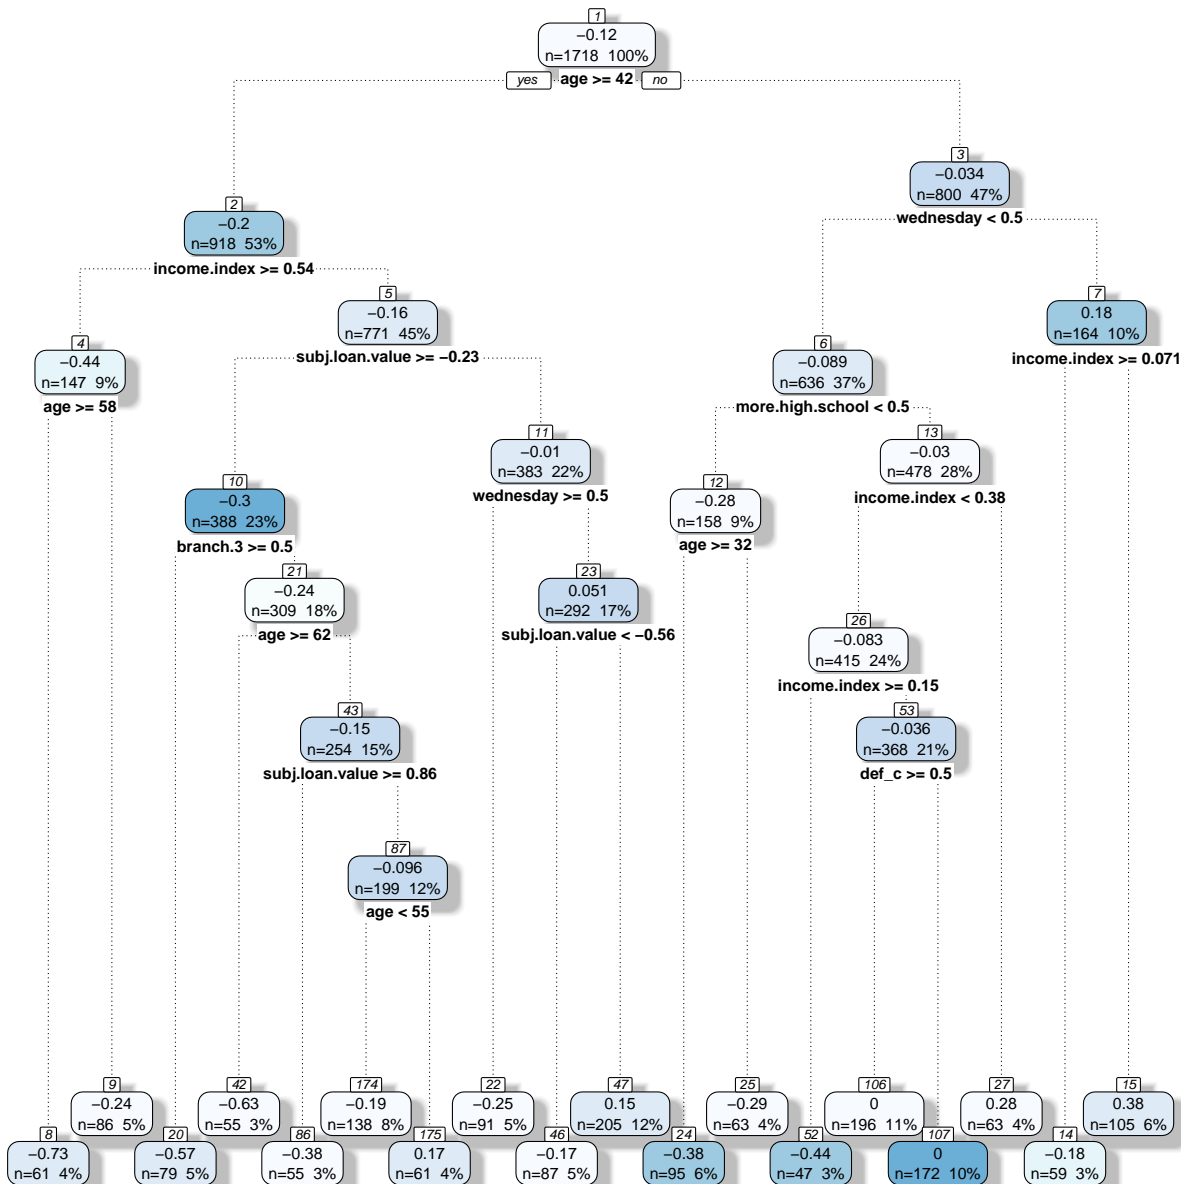 1
−0.12
n=1718 100%
yes age >= 42 no
3
−0.034
n=800 47%
wednesday < 0.5
2
−0.2
n=918 53%
income.index >= 0.54
5
−0.16
n=771 45%
subj.loan.value >= −0.23
7
0.18
n=164 10%
income.index >= 0.071
4
−0.44
n=147 9%
age >= 58
6
−0.089
n=636 37%
more.high.school < 0.5
11
−0.01
n=383 22%
wednesday >= 0.5
13
−0.03
n=478 28%
income.index < 0.38
10
−0.3
n=388 23%
branch.3 >= 0.5
12
−0.28
n=158 9%
age >= 32
21
−0.24
n=309 18%
age >= 62
23
0.051
n=292 17%
subj.loan.value < −0.56
26
−0.083
n=415 24%
income.index >= 0.15
43
−0.15
n=254 15%
subj.loan.value >= 0.86
53
−0.036
n=368 21%
def_c >= 0.5
87
−0.096
n=199 12%
age < 55
8
−0.73
n=61 4%
9
−0.24
n=86 5%
20
−0.57
n=79 5%
42
−0.63
n=55 3%
86
−0.38
n=55 3%
174
−0.19
n=138 8%
175
0.17
n=61 4%
22
−0.25
n=91 5%
46
−0.17
n=87 5%
47
0.15
n=205 12%
24
−0.38
n=95 6%
25
−0.29
n=63 4%
52
−0.44
n=47 3%
106
0
n=196 11%
107
0
n=172 10%
27
0.28
n=63 4%
14
−0.18
n=59 3%
15
0.38
n=105 6%